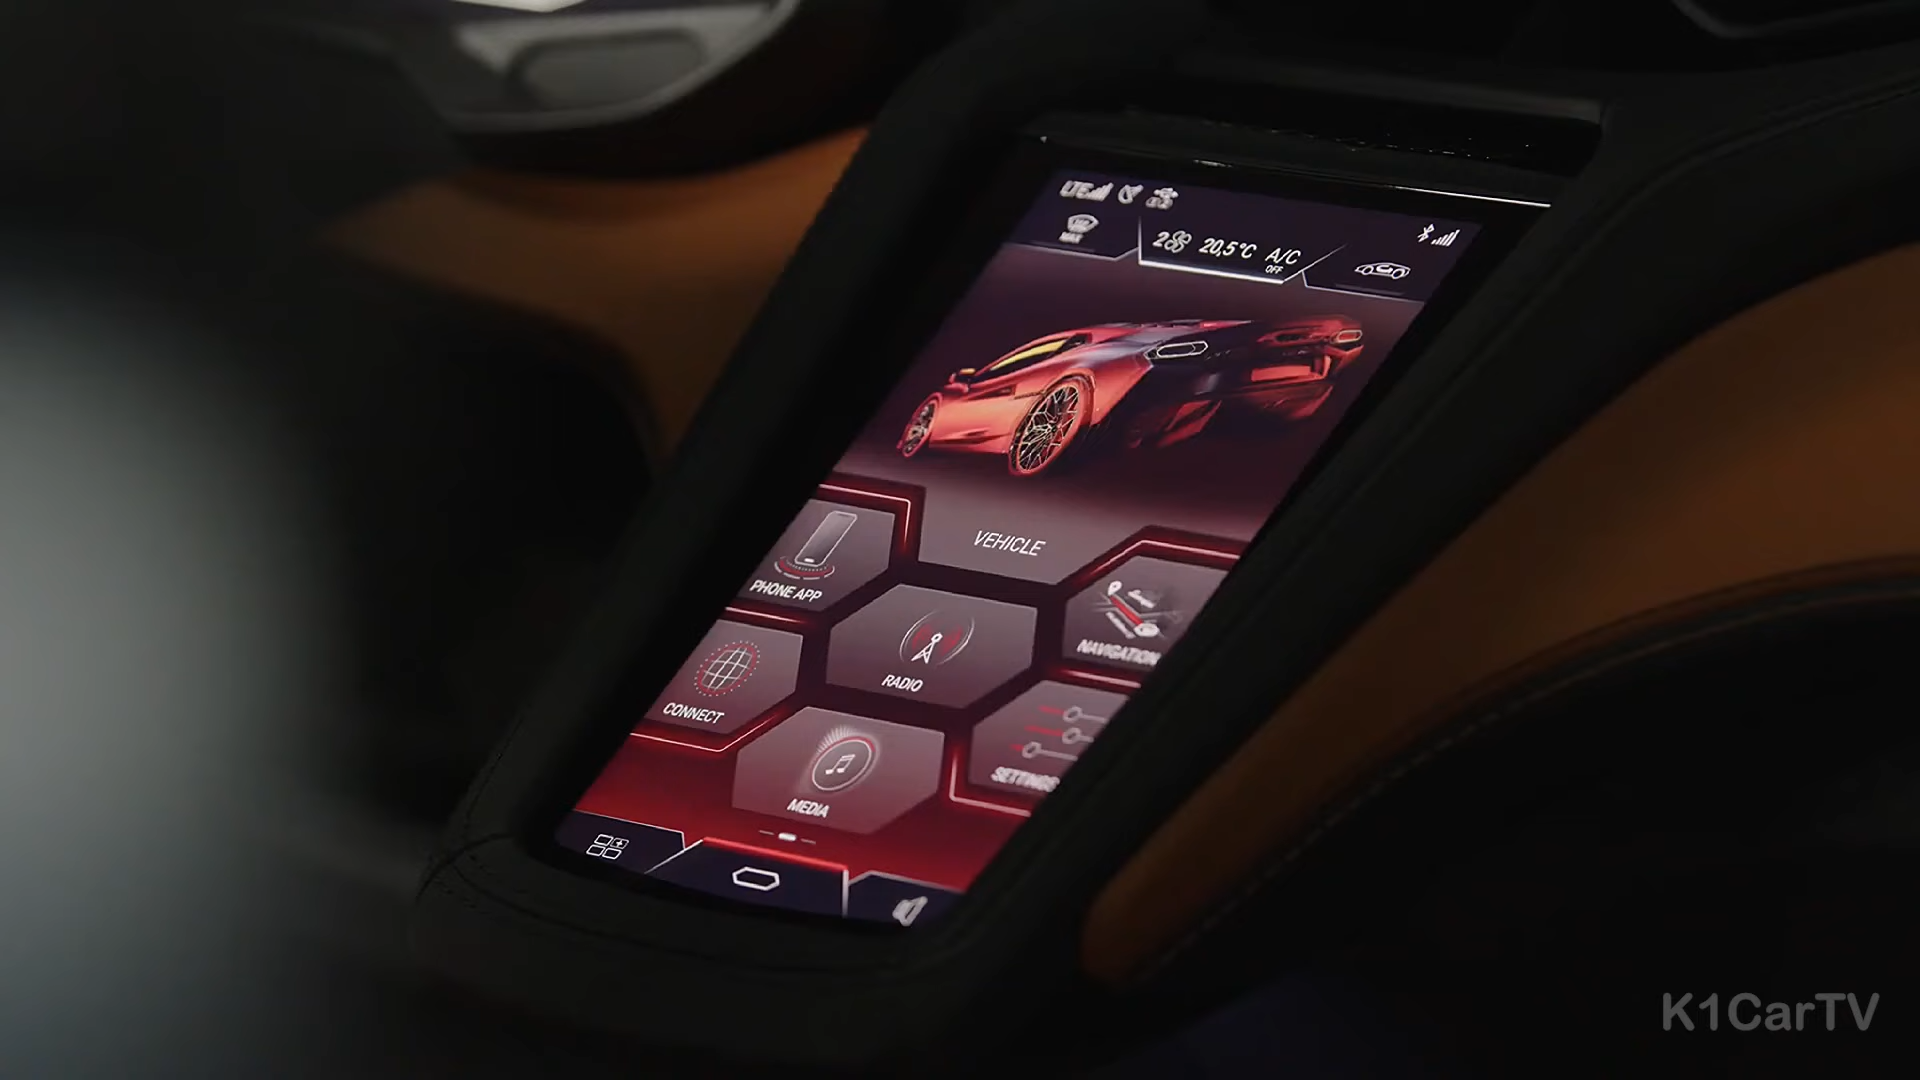 LTE
MAX
2 20,5°C A/C
OFF
VEHICLE
PHONE APP
NAVIGATION
RADIO
CONNECT
SETTINGS
MEDIA
K1CarTV